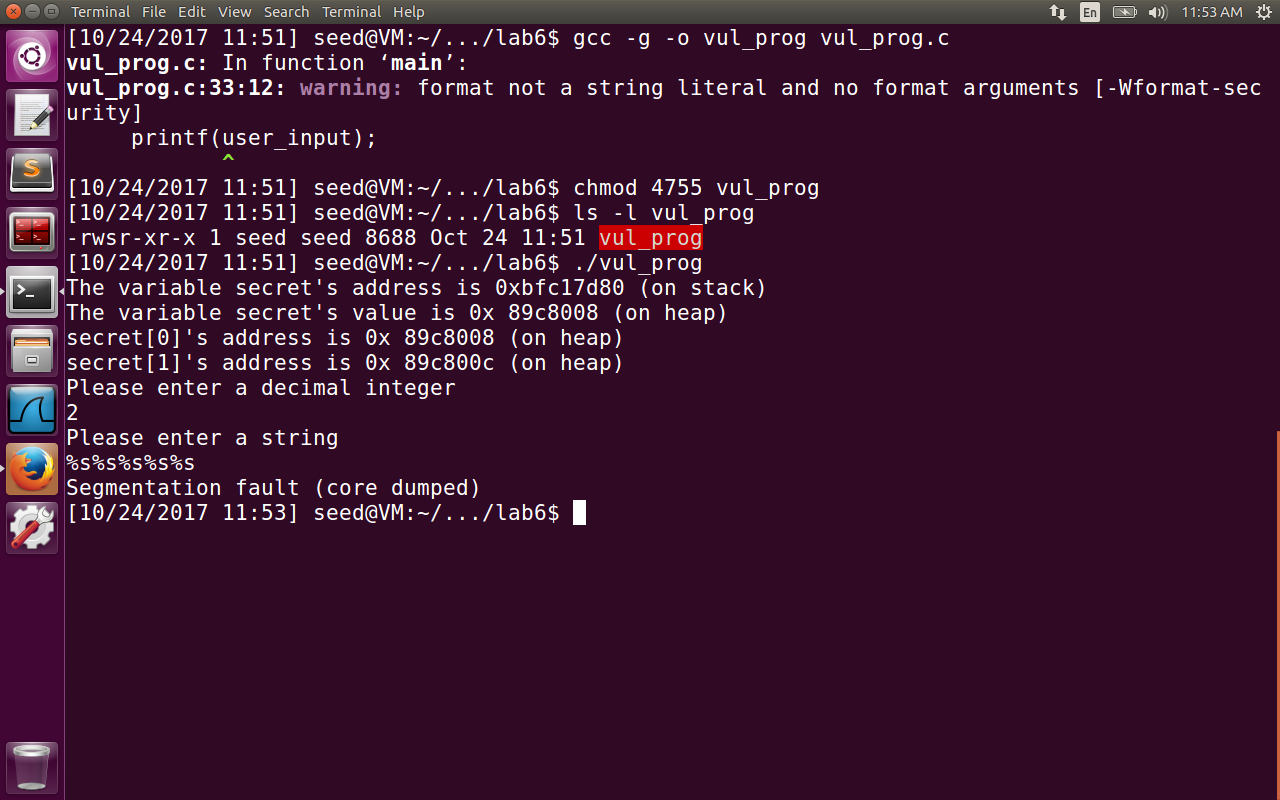 Terminal File Edit View Search Terminal Help En 11:53 AM
[10/24/2017 11:51] seed@VM:~/.../lab6$ gcc -g -o vul_prog vul_prog.c
vul_prog.c: In function ‘main’:
vul_prog.c:33:12: warning: format not a string literal and no format arguments [-Wformat-sec
urity]
     printf(user_input);
            ^
[10/24/2017 11:51] seed@VM:~/.../lab6$ chmod 4755 vul_prog
[10/24/2017 11:51] seed@VM:~/.../lab6$ ls -l vul_prog
-rwsr-xr-x 1 seed seed 8688 Oct 24 11:51 vul_prog
[10/24/2017 11:51] seed@VM:~/.../lab6$ ./vul_prog
The variable secret's address is 0xbfc17d80 (on stack)
The variable secret's value is 0x 89c8008 (on heap)
secret[0]'s address is 0x 89c8008 (on heap)
secret[1]'s address is 0x 89c800c (on heap)
Please enter a decimal integer
2
Please enter a string
%s%s%s%s%s
Segmentation fault (core dumped)
[10/24/2017 11:53] seed@VM:~/.../lab6$